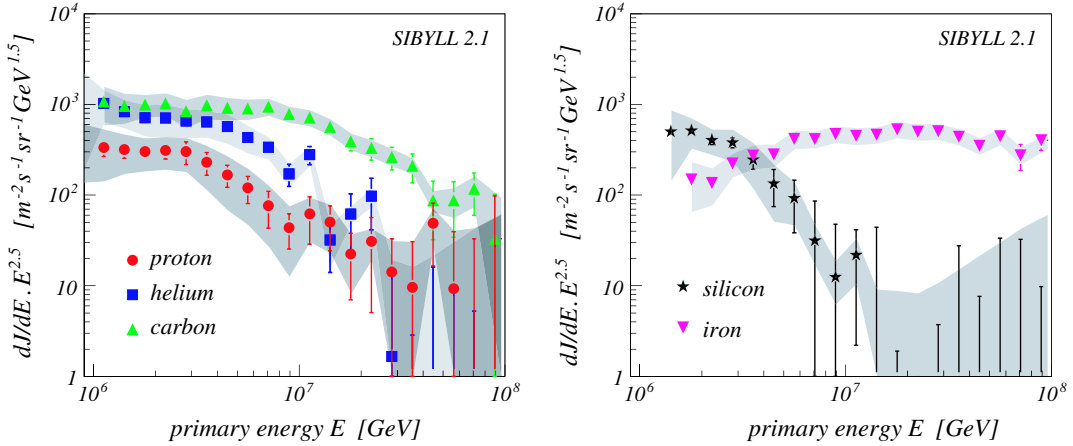 SIBYLL 2.1
dJ/dE. E^2.5 [m^-2 s^-1 sr^-1 GeV^1.5]
10^4
10^3
10^2
10
1
proton
helium
carbon
10^6 10^7 10^8
primary energy E [GeV]
SIBYLL 2.1
dJ/dE. E^2.5 [m^-2 s^-1 sr^-1 GeV^1.5]
10^4
10^3
10^2
10
1
silicon
iron
10^6 10^7 10^8
primary energy E [GeV]